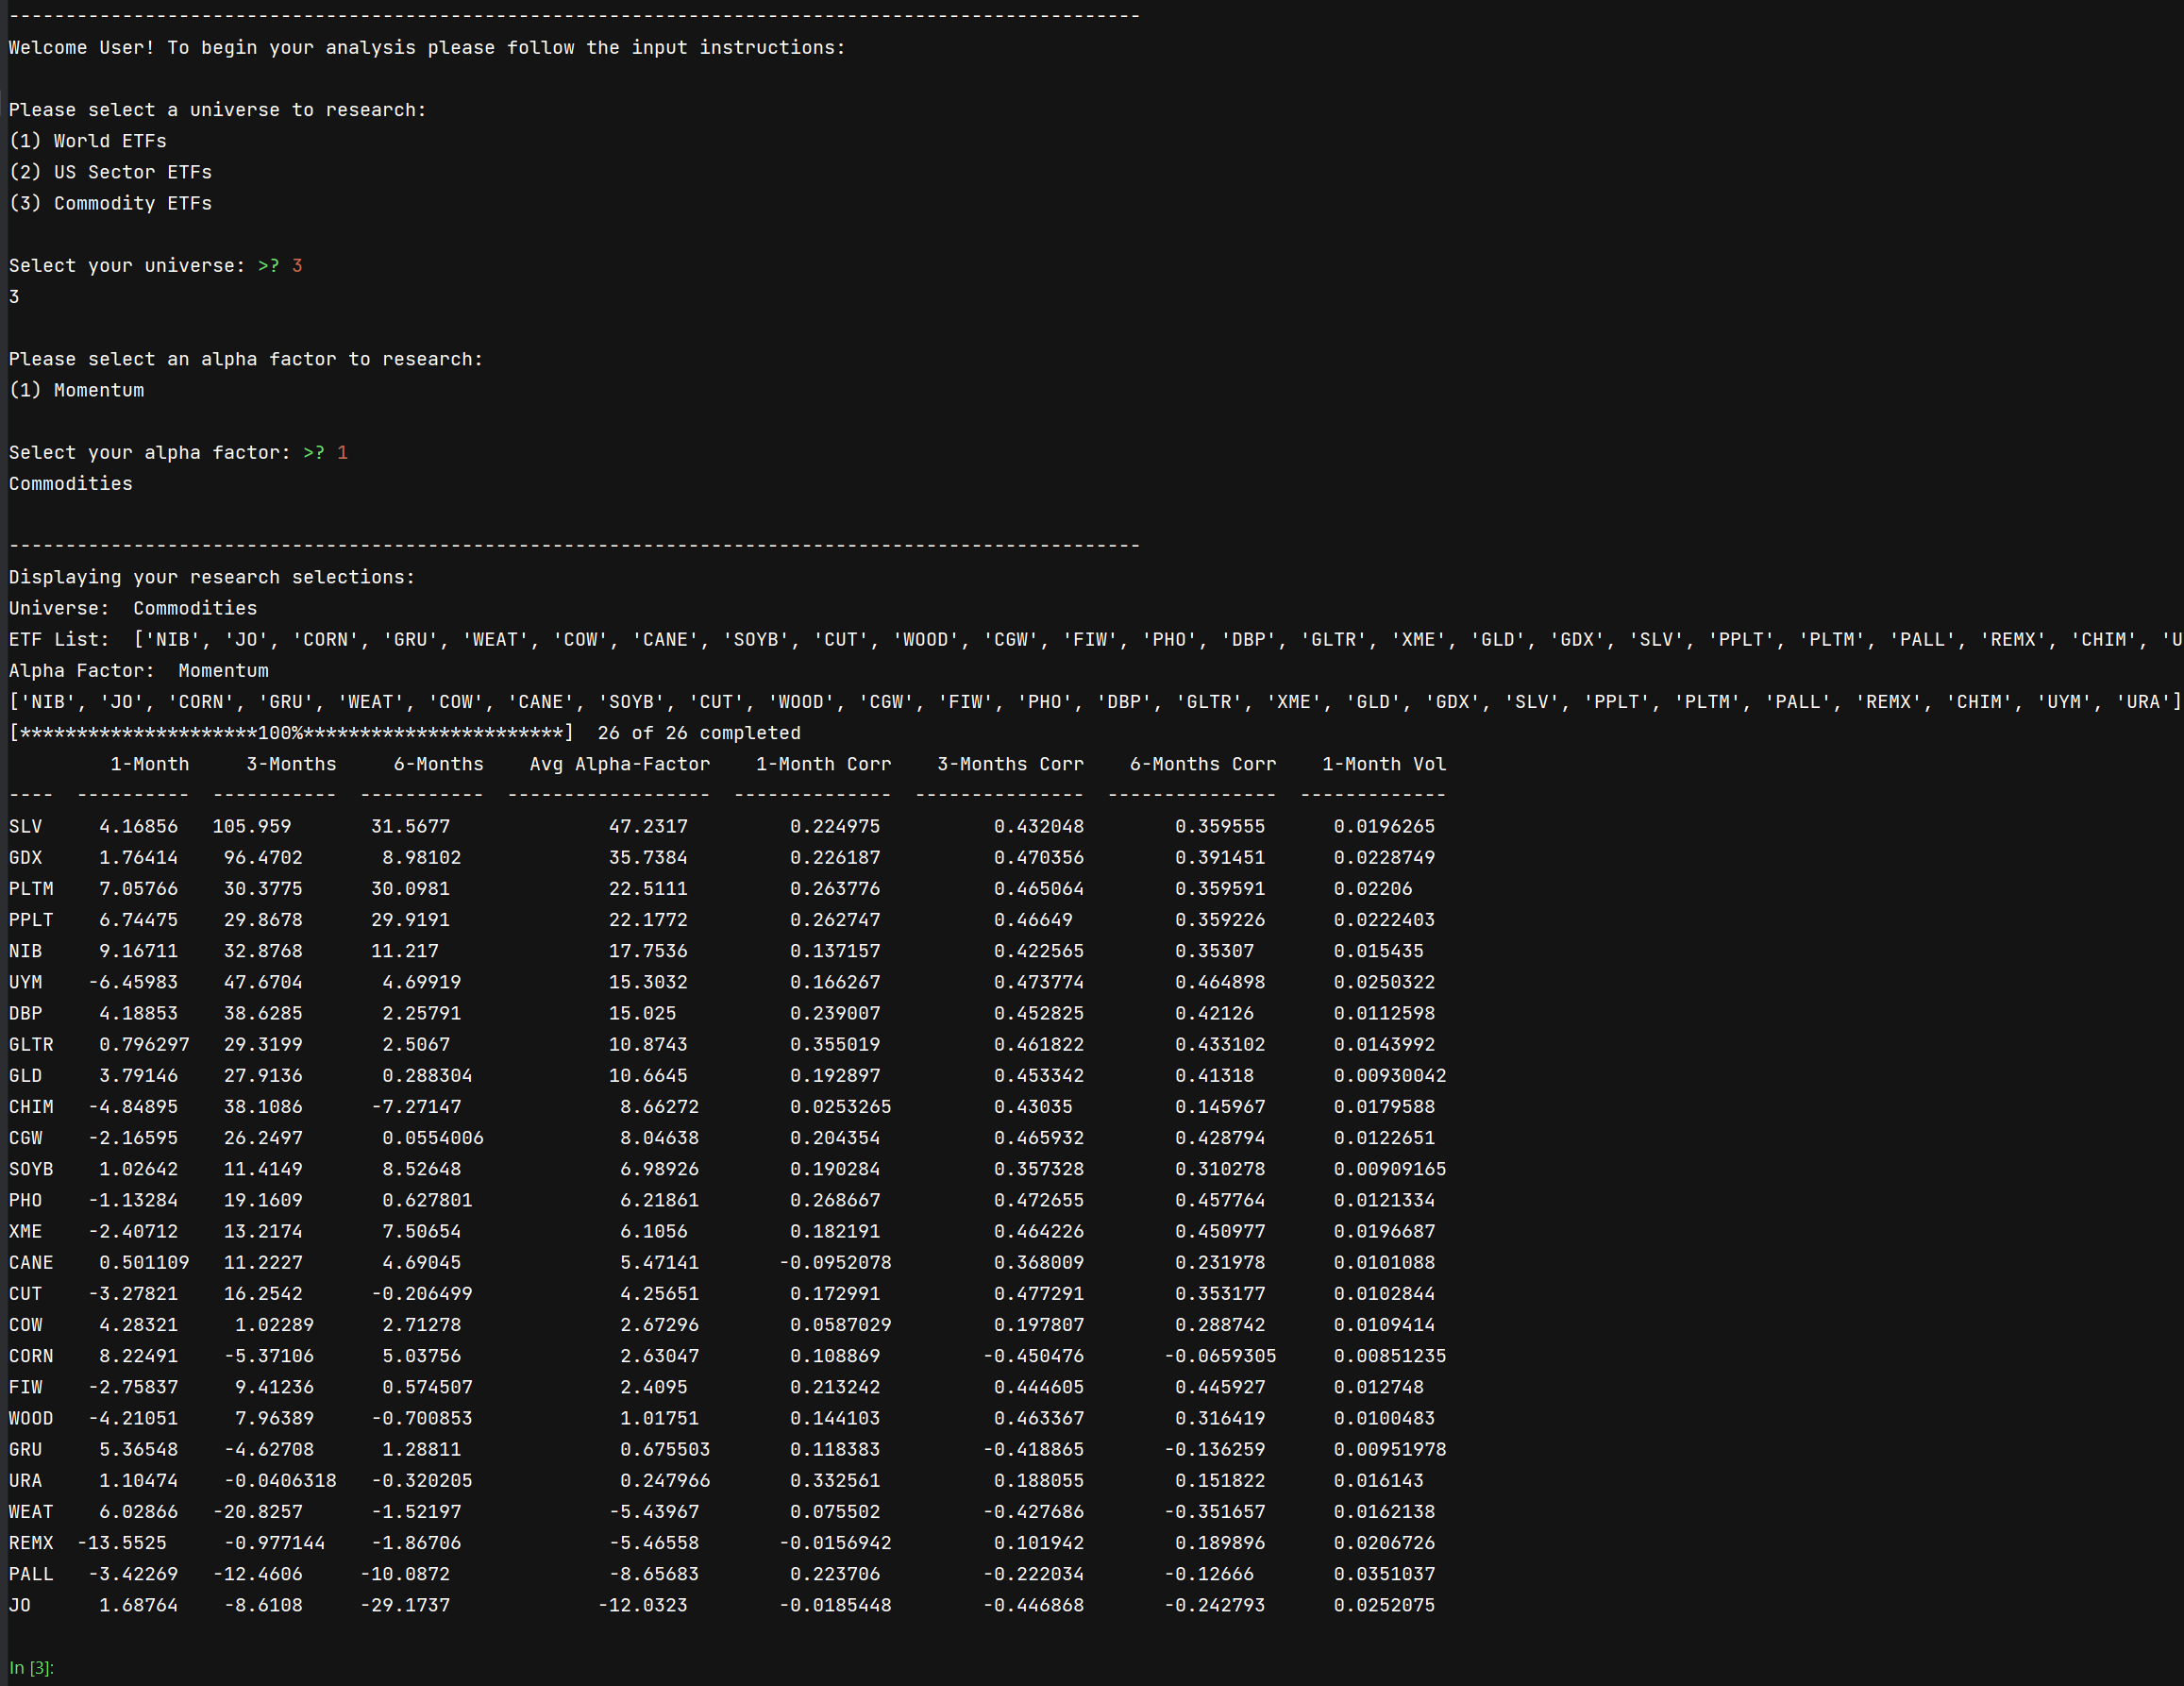 ----------------------------------------------------------------------------------------------------
Welcome User! To begin your analysis please follow the input instructions:
Please select a universe to research:
(1) World ETFs
(2) US Sector ETFs
(3) Commodity ETFs
Select your universe: >? 3
3
Please select an alpha factor to research:
(1) Momentum
Select your alpha factor: >? 1
Commodities
----------------------------------------------------------------------------------------------------
Displaying your research selections:
Universe:  Commodities
ETF List:  ['NIB', 'JO', 'CORN', 'GRU', 'WEAT', 'COW', 'CANE', 'SOYB', 'CUT', 'WOOD', 'CGW', 'FIW', 'PHO', 'DBP', 'GLTR', 'XME', 'GLD', 'GDX', 'SLV', 'PPLT', 'PLTM', 'PALL', 'REMX', 'CHIM', 'U
Alpha Factor:  Momentum
['NIB', 'JO', 'CORN', 'GRU', 'WEAT', 'COW', 'CANE', 'SOYB', 'CUT', 'WOOD', 'CGW', 'FIW', 'PHO', 'DBP', 'GLTR', 'XME', 'GLD', 'GDX', 'SLV', 'PPLT', 'PLTM', 'PALL', 'REMX', 'CHIM', 'UYM', 'URA']
[*********************100%***********************]  26 of 26 completed
1-Month     3-Months     6-Months    Avg Alpha-Factor    1-Month Corr    3-Months Corr    6-Months Corr    1-Month Vol
----  ----------  -----------  -----------  ------------------  --------------  ---------------  ---------------  -------------
SLV     4.16856   105.959       31.5677              47.2317         0.224975          0.432048        0.359555      0.0196265
GDX     1.76414    96.4702       8.98102             35.7384         0.226187          0.470356        0.391451      0.0228749
PLTM    7.05766    30.3775      30.0981              22.5111         0.263776          0.465064        0.359591      0.02206
PPLT    6.74475    29.8678      29.9191              22.1772         0.262747          0.46649         0.359226      0.0222403
NIB     9.16711    32.8768      11.217               17.7536         0.137157          0.422565        0.35307       0.015435
UYM    -6.45983    47.6704       4.69919             15.3032         0.166267          0.473774        0.464898      0.0250322
DBP     4.18853    38.6285       2.25791             15.025          0.239007          0.452825        0.42126       0.0112598
GLTR    0.796297   29.3199       2.5067              10.8743         0.355019          0.461822        0.433102      0.0143992
GLD     3.79146    27.9136       0.288304            10.6645         0.192897          0.453342        0.41318       0.00930042
CHIM   -4.84895    38.1086      -7.27147              8.66272        0.0253265         0.43035         0.145967      0.0179588
CGW    -2.16595    26.2497       0.0554006            8.04638        0.204354          0.465932        0.428794      0.0122651
SOYB    1.02642    11.4149       8.52648              6.98926        0.190284          0.357328        0.310278      0.00909165
PHO    -1.13284    19.1609       0.627801             6.21861        0.268667          0.472655        0.457764      0.0121334
XME    -2.40712    13.2174       7.50654              6.1056         0.182191          0.464226        0.450977      0.0196687
CANE    0.501109   11.2227       4.69045              5.47141       -0.0952078         0.368009        0.231978      0.0101088
CUT    -3.27821    16.2542      -0.206499             4.25651        0.172991          0.477291        0.353177      0.0102844
COW     4.28321     1.02289      2.71278              2.67296        0.0587029         0.197807        0.288742      0.0109414
CORN    8.22491    -5.37106      5.03756              2.63047        0.108869         -0.450476       -0.0659305     0.00851235
FIW    -2.75837     9.41236      0.574507             2.4095         0.213242          0.444605        0.445927      0.012748
WOOD   -4.21051     7.96389     -0.700853             1.01751        0.144103          0.463367        0.316419      0.0100483
GRU     5.36548    -4.62708      1.28811              0.675503       0.118383         -0.418865       -0.136259      0.00951978
URA     1.10474    -0.0406318   -0.320205             0.247966       0.332561          0.188055        0.151822      0.016143
WEAT    6.02866   -20.8257      -1.52197             -5.43967        0.075502         -0.427686       -0.351657      0.0162138
REMX  -13.5525     -0.977144    -1.86706             -5.46558       -0.0156942         0.101942        0.189896      0.0206726
PALL   -3.42269   -12.4606     -10.0872              -8.65683        0.223706         -0.222034       -0.12666       0.0351037
JO      1.68764    -8.6108     -29.1737             -12.0323        -0.0185448        -0.446868       -0.242793      0.0252075
In [3]: